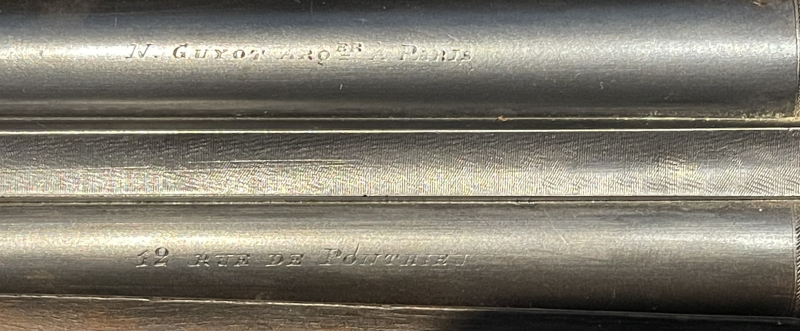 N. GUYOT ARQER À PARIS
12 RUE DE PONTHIEU